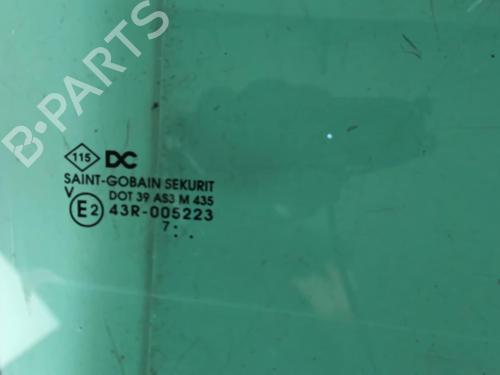 B-PARTS
115 DC
SAINT-GOBAIN SEKURIT
V DOT 39 AS3 M 435
E2 43R-005223
7:..